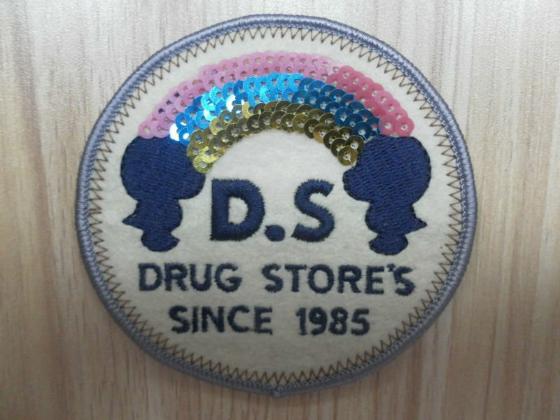 D.S
DRUG STORE'S
SINCE 1985